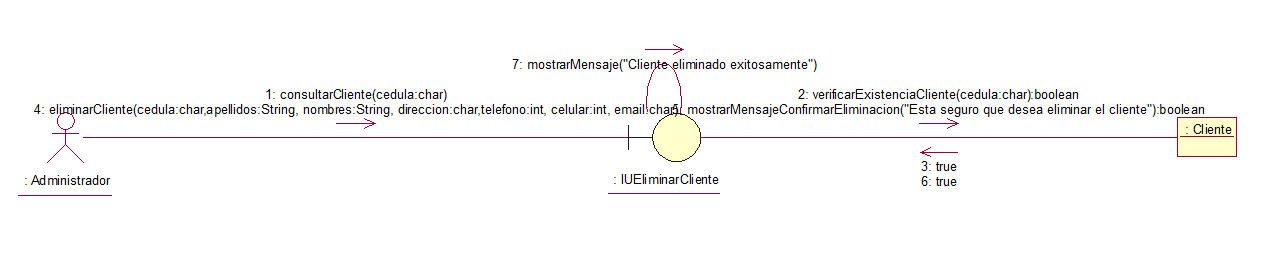 7: mostrarMensaje("Cliente eliminado exitosamente")
1: consultarCliente(cedula:char)
2: verificarExistenciaCliente(cedula:char):boolean
4: eliminarCliente(cedula:char,apellidos:String, nombres:String, direccion:char,telefono:int, celular:int, email:char)
5: mostrarMensajeConfirmarEliminacion("Esta seguro que desea eliminar el cliente"):boolean
: Cliente
3: true
6: true
: Administrador
: IUEliminarCliente